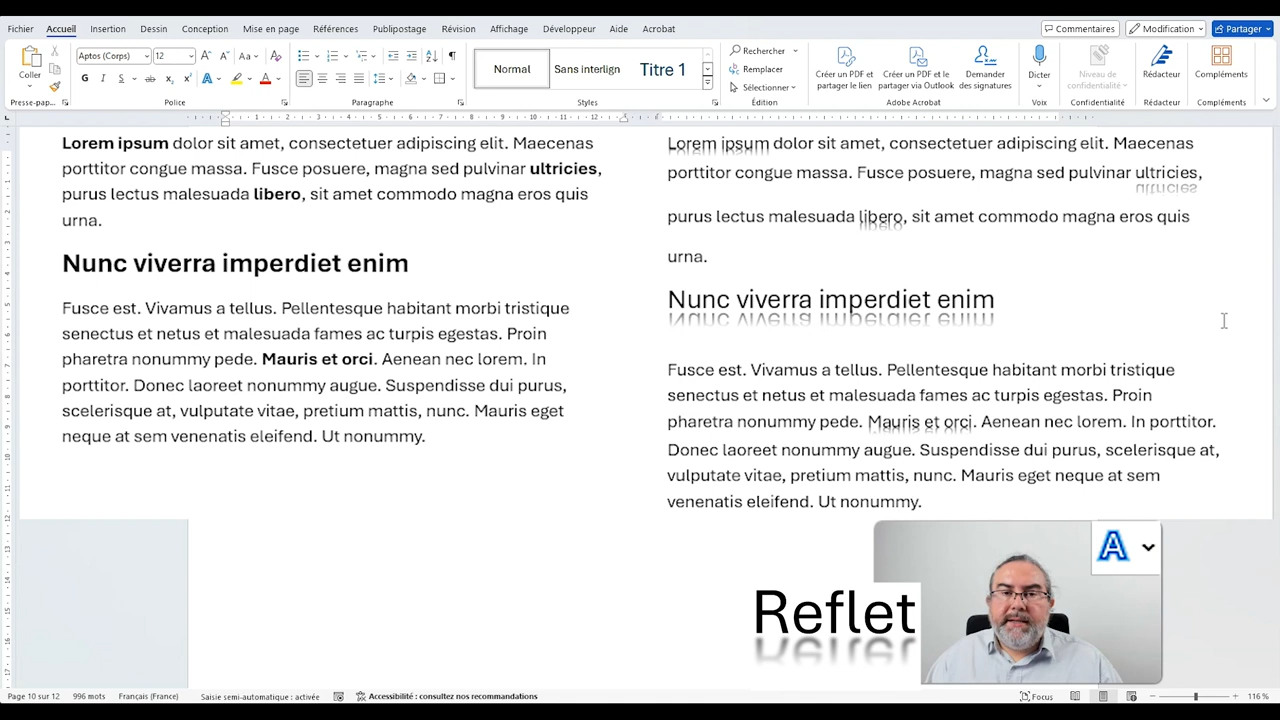 Fichier Accueil Insertion Dessin Conception Mise en page Références Publipostage Révision Affichage Développeur Aide Acrobat Commentaires Modification Partager
Coller
Presse-pap...
Aptos (Corps) 12
G I S
Police
Paragraphe
Normal Sans interlign Titre 1
Styles
Rechercher
Remplacer
Sélectionner
Édition
Créer un PDF et
partager le lien
Créer un PDF et le
partager via Outlook
Demander
des signatures
Adobe Acrobat
Dicter
Voix
Niveau de
confidentialité
Confidentialité
Rédacteur
Rédacteur
Compléments
Compléments
Lorem ipsum dolor sit amet, consectetuer adipiscing elit. Maecenas
porttitor congue massa. Fusce posuere, magna sed pulvinar ultricies,
purus lectus malesuada libero, sit amet commodo magna eros quis
urna.
Nunc viverra imperdiet enim
Fusce est. Vivamus a tellus. Pellentesque habitant morbi tristique
senectus et netus et malesuada fames ac turpis egestas. Proin
pharetra nonummy pede. Mauris et orci. Aenean nec lorem. In
porttitor. Donec laoreet nonummy augue. Suspendisse dui purus,
scelerisque at, vulputate vitae, pretium mattis, nunc. Mauris eget
neque at sem venenatis eleifend. Ut nonummy.
Lorem ipsum dolor sit amet, consectetuer adipiscing elit. Maecenas
porttitor congue massa. Fusce posuere, magna sed pulvinar ultricies,
purus lectus malesuada libero, sit amet commodo magna eros quis
urna.
Nunc viverra imperdiet enim
Fusce est. Vivamus a tellus. Pellentesque habitant morbi tristique
senectus et netus et malesuada fames ac turpis egestas. Proin
pharetra nonummy pede. Mauris et orci. Aenean nec lorem. In porttitor.
Donec laoreet nonummy augue. Suspendisse dui purus, scelerisque at,
vulputate vitae, pretium mattis, nunc. Mauris eget neque at sem
venenatis eleifend. Ut nonummy.
A
Reflet
Page 10 sur 12 996 mots Français (France) Saisie semi-automatique : activée Accessibilité : consultez nos recommandations Focus 116 %